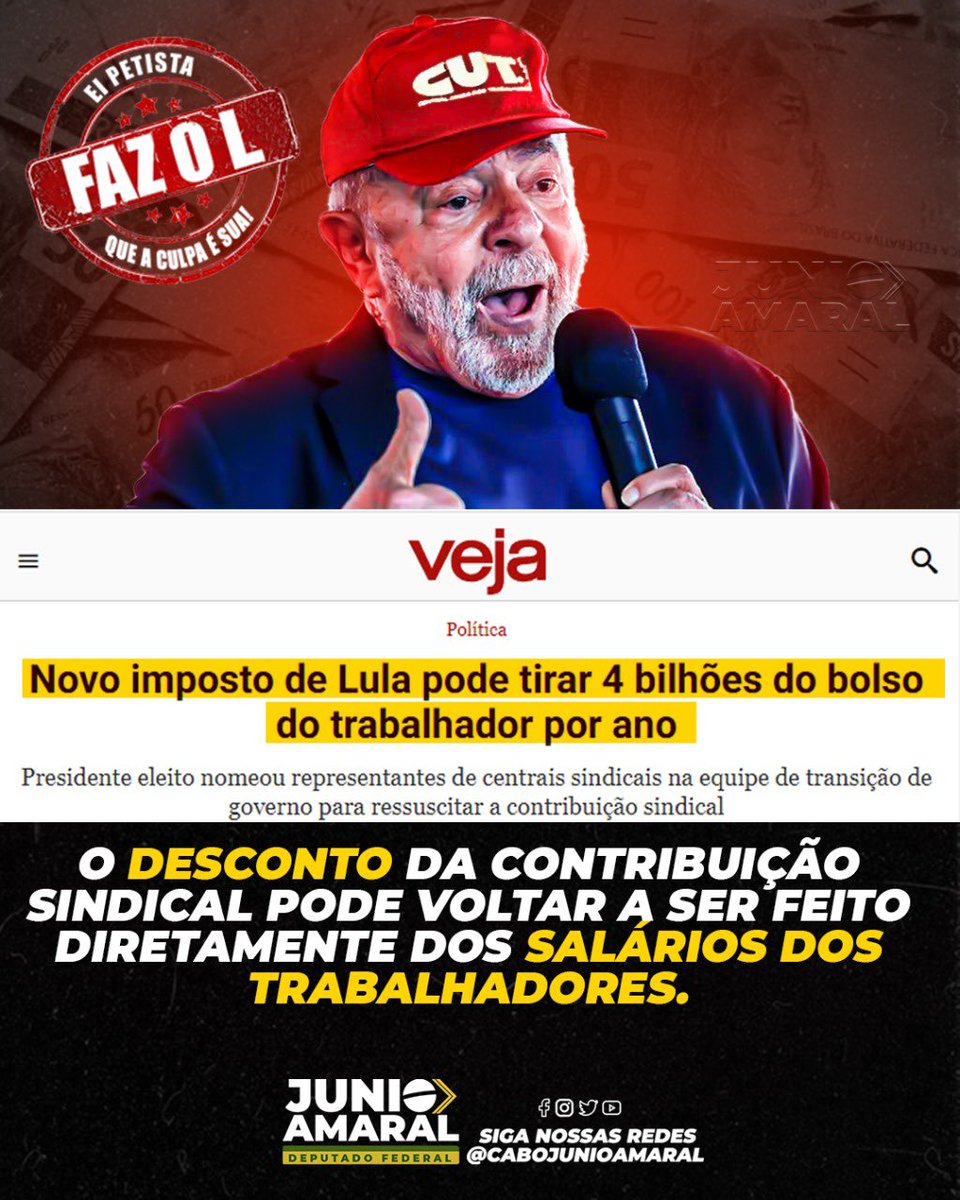 EI PETISTA
FAZ O L
QUE A CULPA É SUA!
CUT
JUNIO
AMARAL
50
100
veja
Política
Novo imposto de Lula pode tirar 4 bilhões do bolso
do trabalhador por ano
Presidente eleito nomeou representantes de centrais sindicais na equipe de transição de
governo para ressuscitar a contribuição sindical
O DESCONTO DA CONTRIBUIÇÃO
SINDICAL PODE VOLTAR A SER FEITO
DIRETAMENTE DOS SALÁRIOS DOS
TRABALHADORES.
JUNIO
AMARAL
DEPUTADO FEDERAL
SIGA NOSSAS REDES
@CABOJUNIOAMARAL